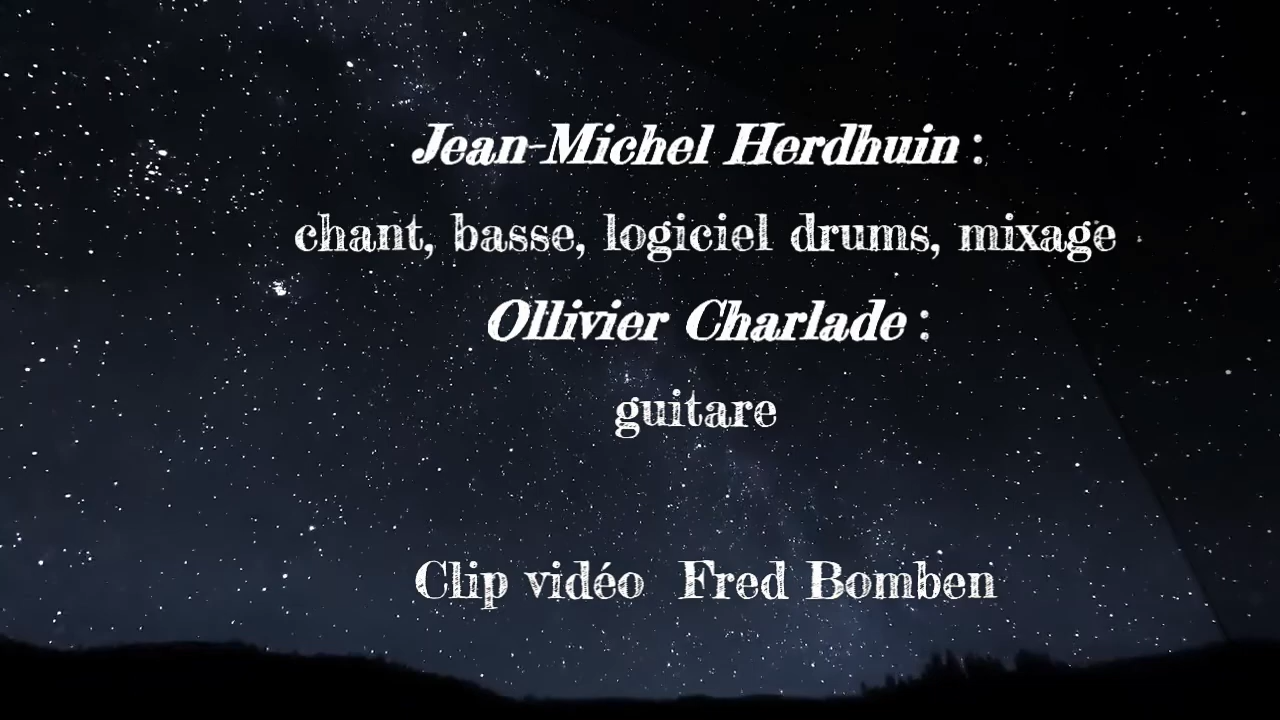 Jean-Michel Herdhuin :
chant, basse, logiciel drums, mixage
Ollivier Charlade :
guitare
Clip vidéo Fred Bomben